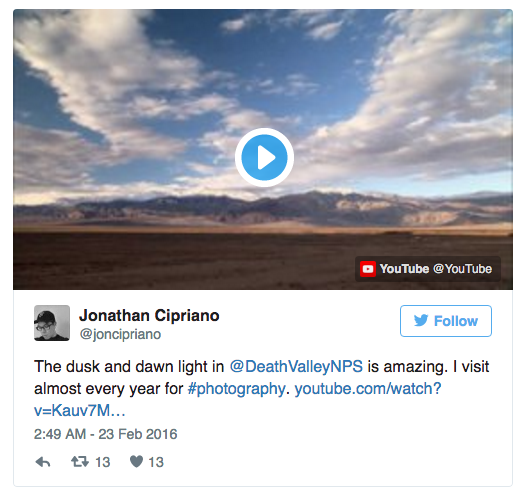 YouTube @YouTube
Jonathan Cipriano
@joncipriano
Follow
The dusk and dawn light in @DeathValleyNPS is amazing. I visit
almost every year for #photography. youtube.com/watch?
v=Kauv7M…
2:49 AM - 23 Feb 2016
13 13